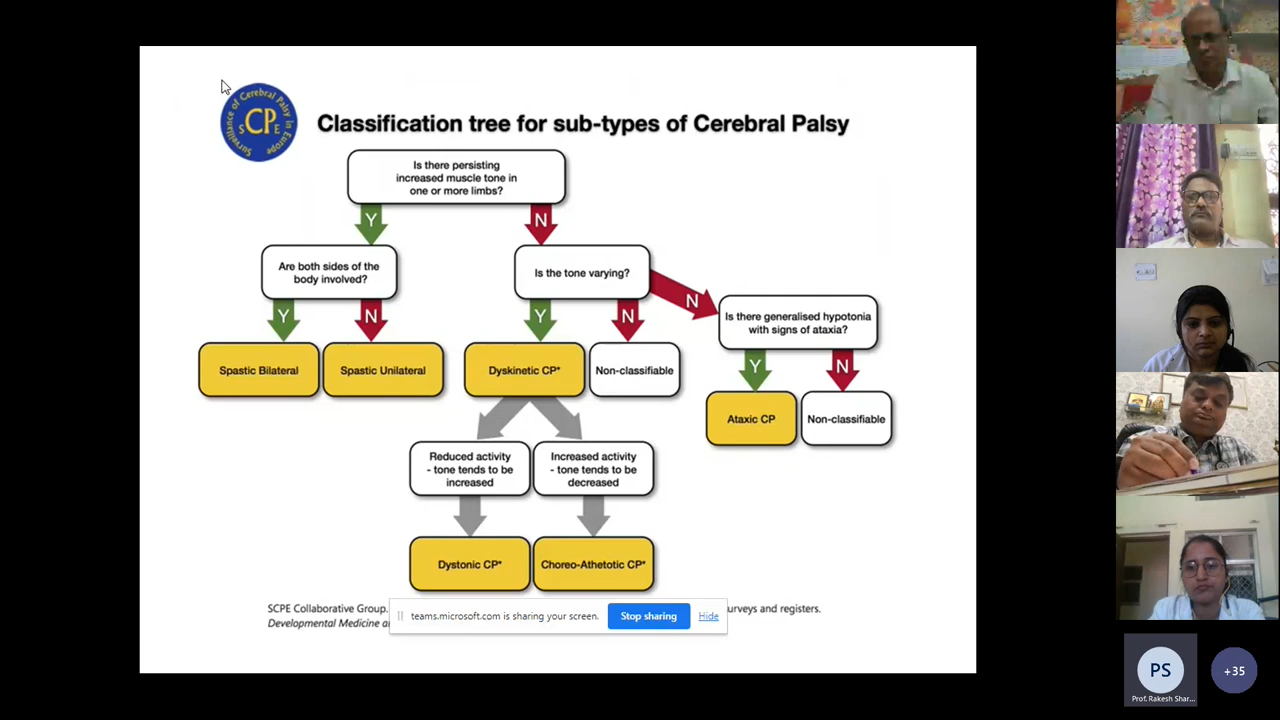 Surveillance of Cerebral Palsy in Europe
SCPE
Classification tree for sub-types of Cerebral Palsy
Is there persisting
increased muscle tone in
one or more limbs?
Y
N
Are both sides of the
body involved?
Is the tone varying?
N
Is there generalised hypotonia
with signs of ataxia?
Y
N
Y
N
Y
N
Spastic Bilateral
Spastic Unilateral
Dyskinetic CP*
Non-classifiable
Ataxic CP
Non-classifiable
Reduced activity
- tone tends to be
increased
Increased activity
- tone tends to be
decreased
Dystonic CP*
Choreo-Athetotic CP*
SCPE Collaborative Group.
urveys and registers.
Developmental Medicine a
teams.microsoft.com is sharing your screen.
Stop sharing
Hide
PS
Prof. Rakesh Shar...
+35